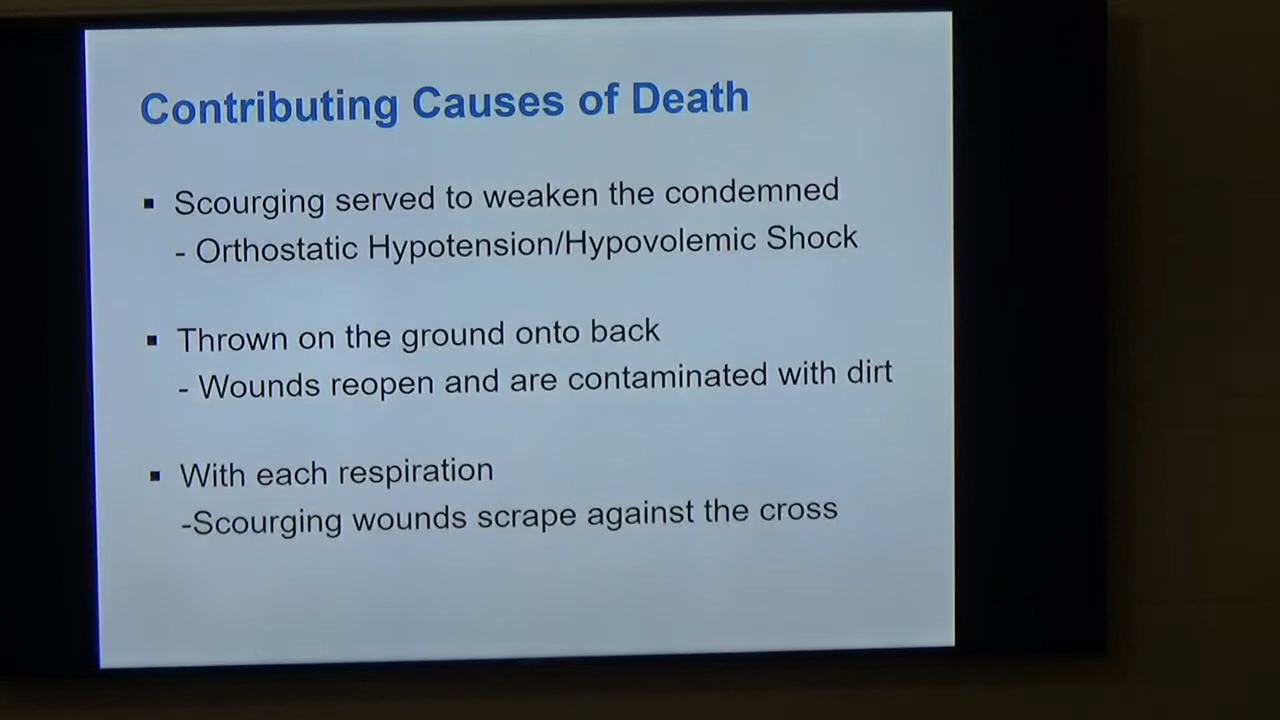 Contributing Causes of Death
▪ Scourging served to weaken the condemned
- Orthostatic Hypotension/Hypovolemic Shock
▪ Thrown on the ground onto back
- Wounds reopen and are contaminated with dirt
▪ With each respiration
-Scourging wounds scrape against the cross